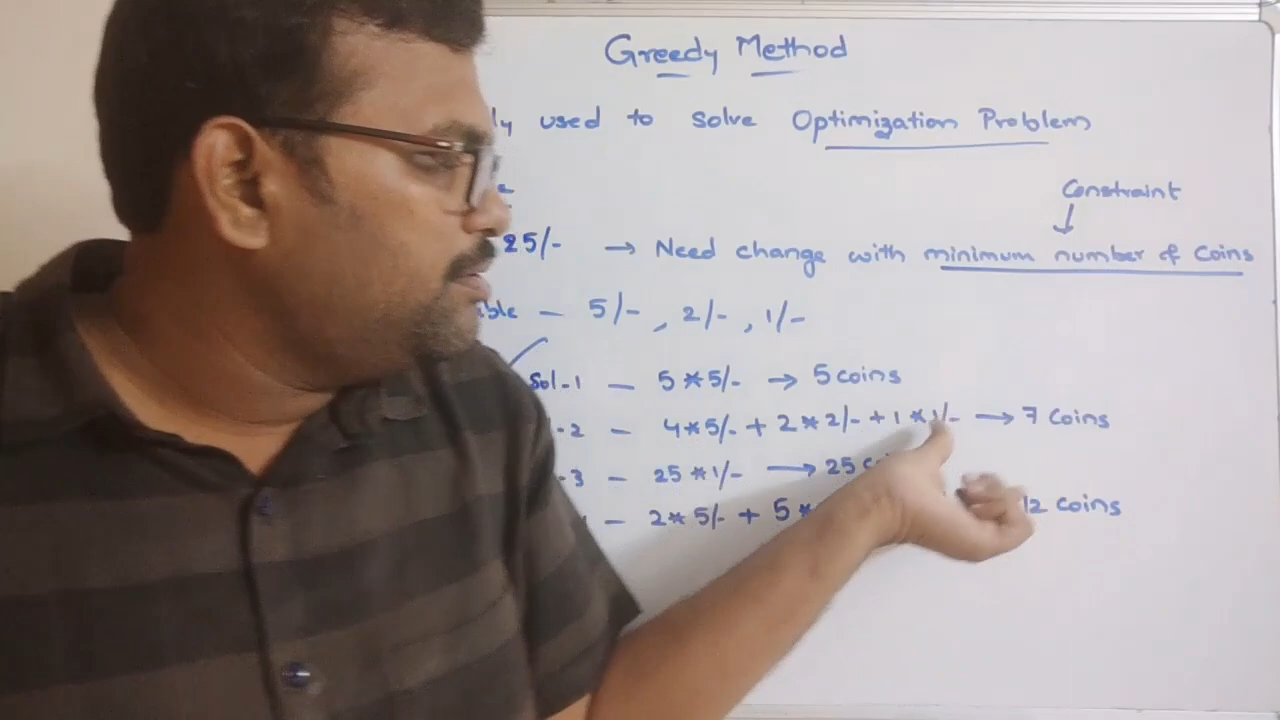 Greedy Method
used to solve Optimization Problem
Constraint
25/- → Need change with minimum number of Coins
— 5/- , 2/- , 1/-
Sol-1 — 5*5/- → 5 coins
-2 — 4*5/- + 2*2/- + 1*1/- → 7 Coins
-3 — 25*1/- → 25
— 2*5/- + 5* 12 coins